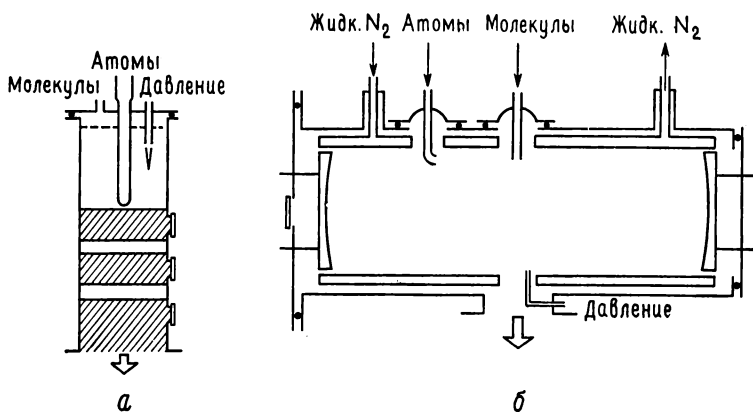 Атомы
Молекулы Давление
а
Жидк. N₂ Атомы Молекулы Жидк. N₂
Давление
б